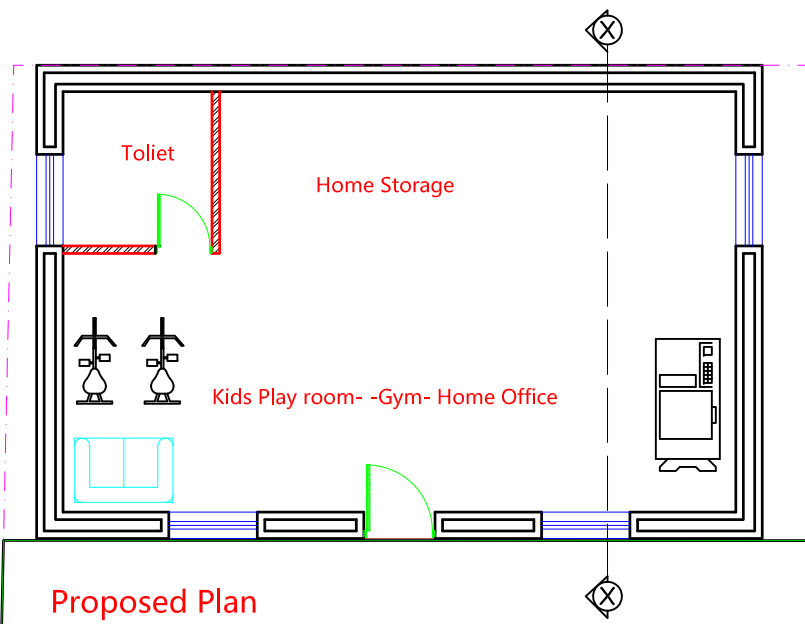 X
Toliet
Home Storage
Kids Play room- -Gym- Home Office
X
Proposed Plan